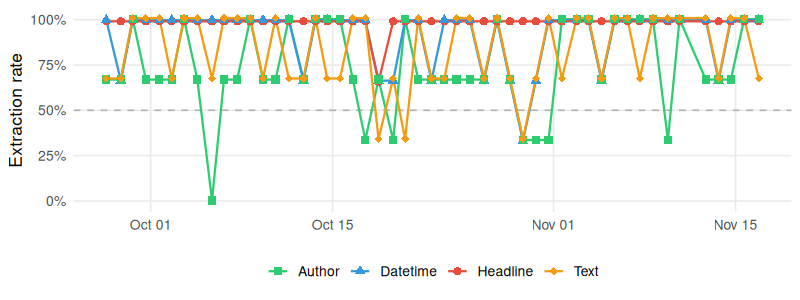 Extraction rate
100%
75%
50%
25%
0%
Oct 01 Oct 15 Nov 01 Nov 15
Author Datetime Headline Text